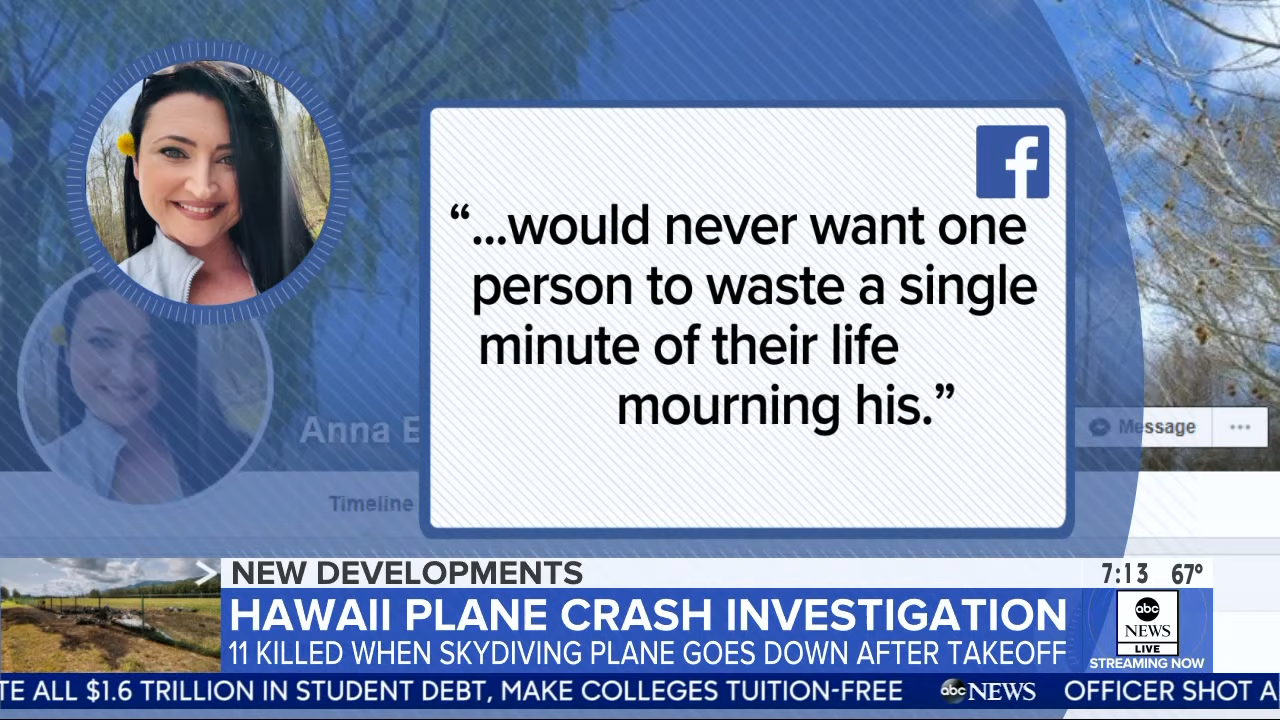 “...would never want one
person to waste a single
minute of their life
mourning his.”
Anna E
Message
Timeline
NEW DEVELOPMENTS
7:13 67°
HAWAII PLANE CRASH INVESTIGATION
11 KILLED WHEN SKYDIVING PLANE GOES DOWN AFTER TAKEOFF
abc
NEWS
LIVE
STREAMING NOW
TE ALL $1.6 TRILLION IN STUDENT DEBT, MAKE COLLEGES TUITION-FREE abc NEWS OFFICER SHOT A